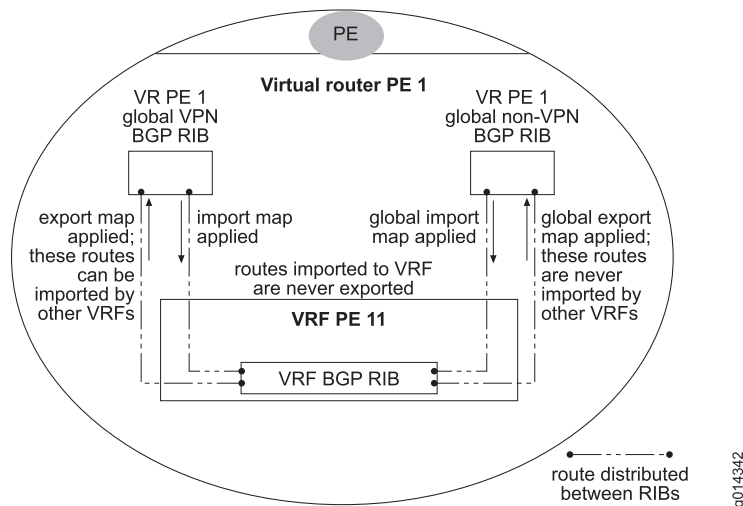 PE
Virtual router PE 1
VR PE 1
global VPN
BGP RIB
VR PE 1
global non-VPN
BGP RIB
export map
applied;
these routes
can be
imported by
other VRFs
import map
applied
global import
map applied
global export
map applied;
these routes
are never
imported by
other VRFs
routes imported to VRF
are never exported
VRF PE 11
VRF BGP RIB
route distributed
between RIBs
g014342